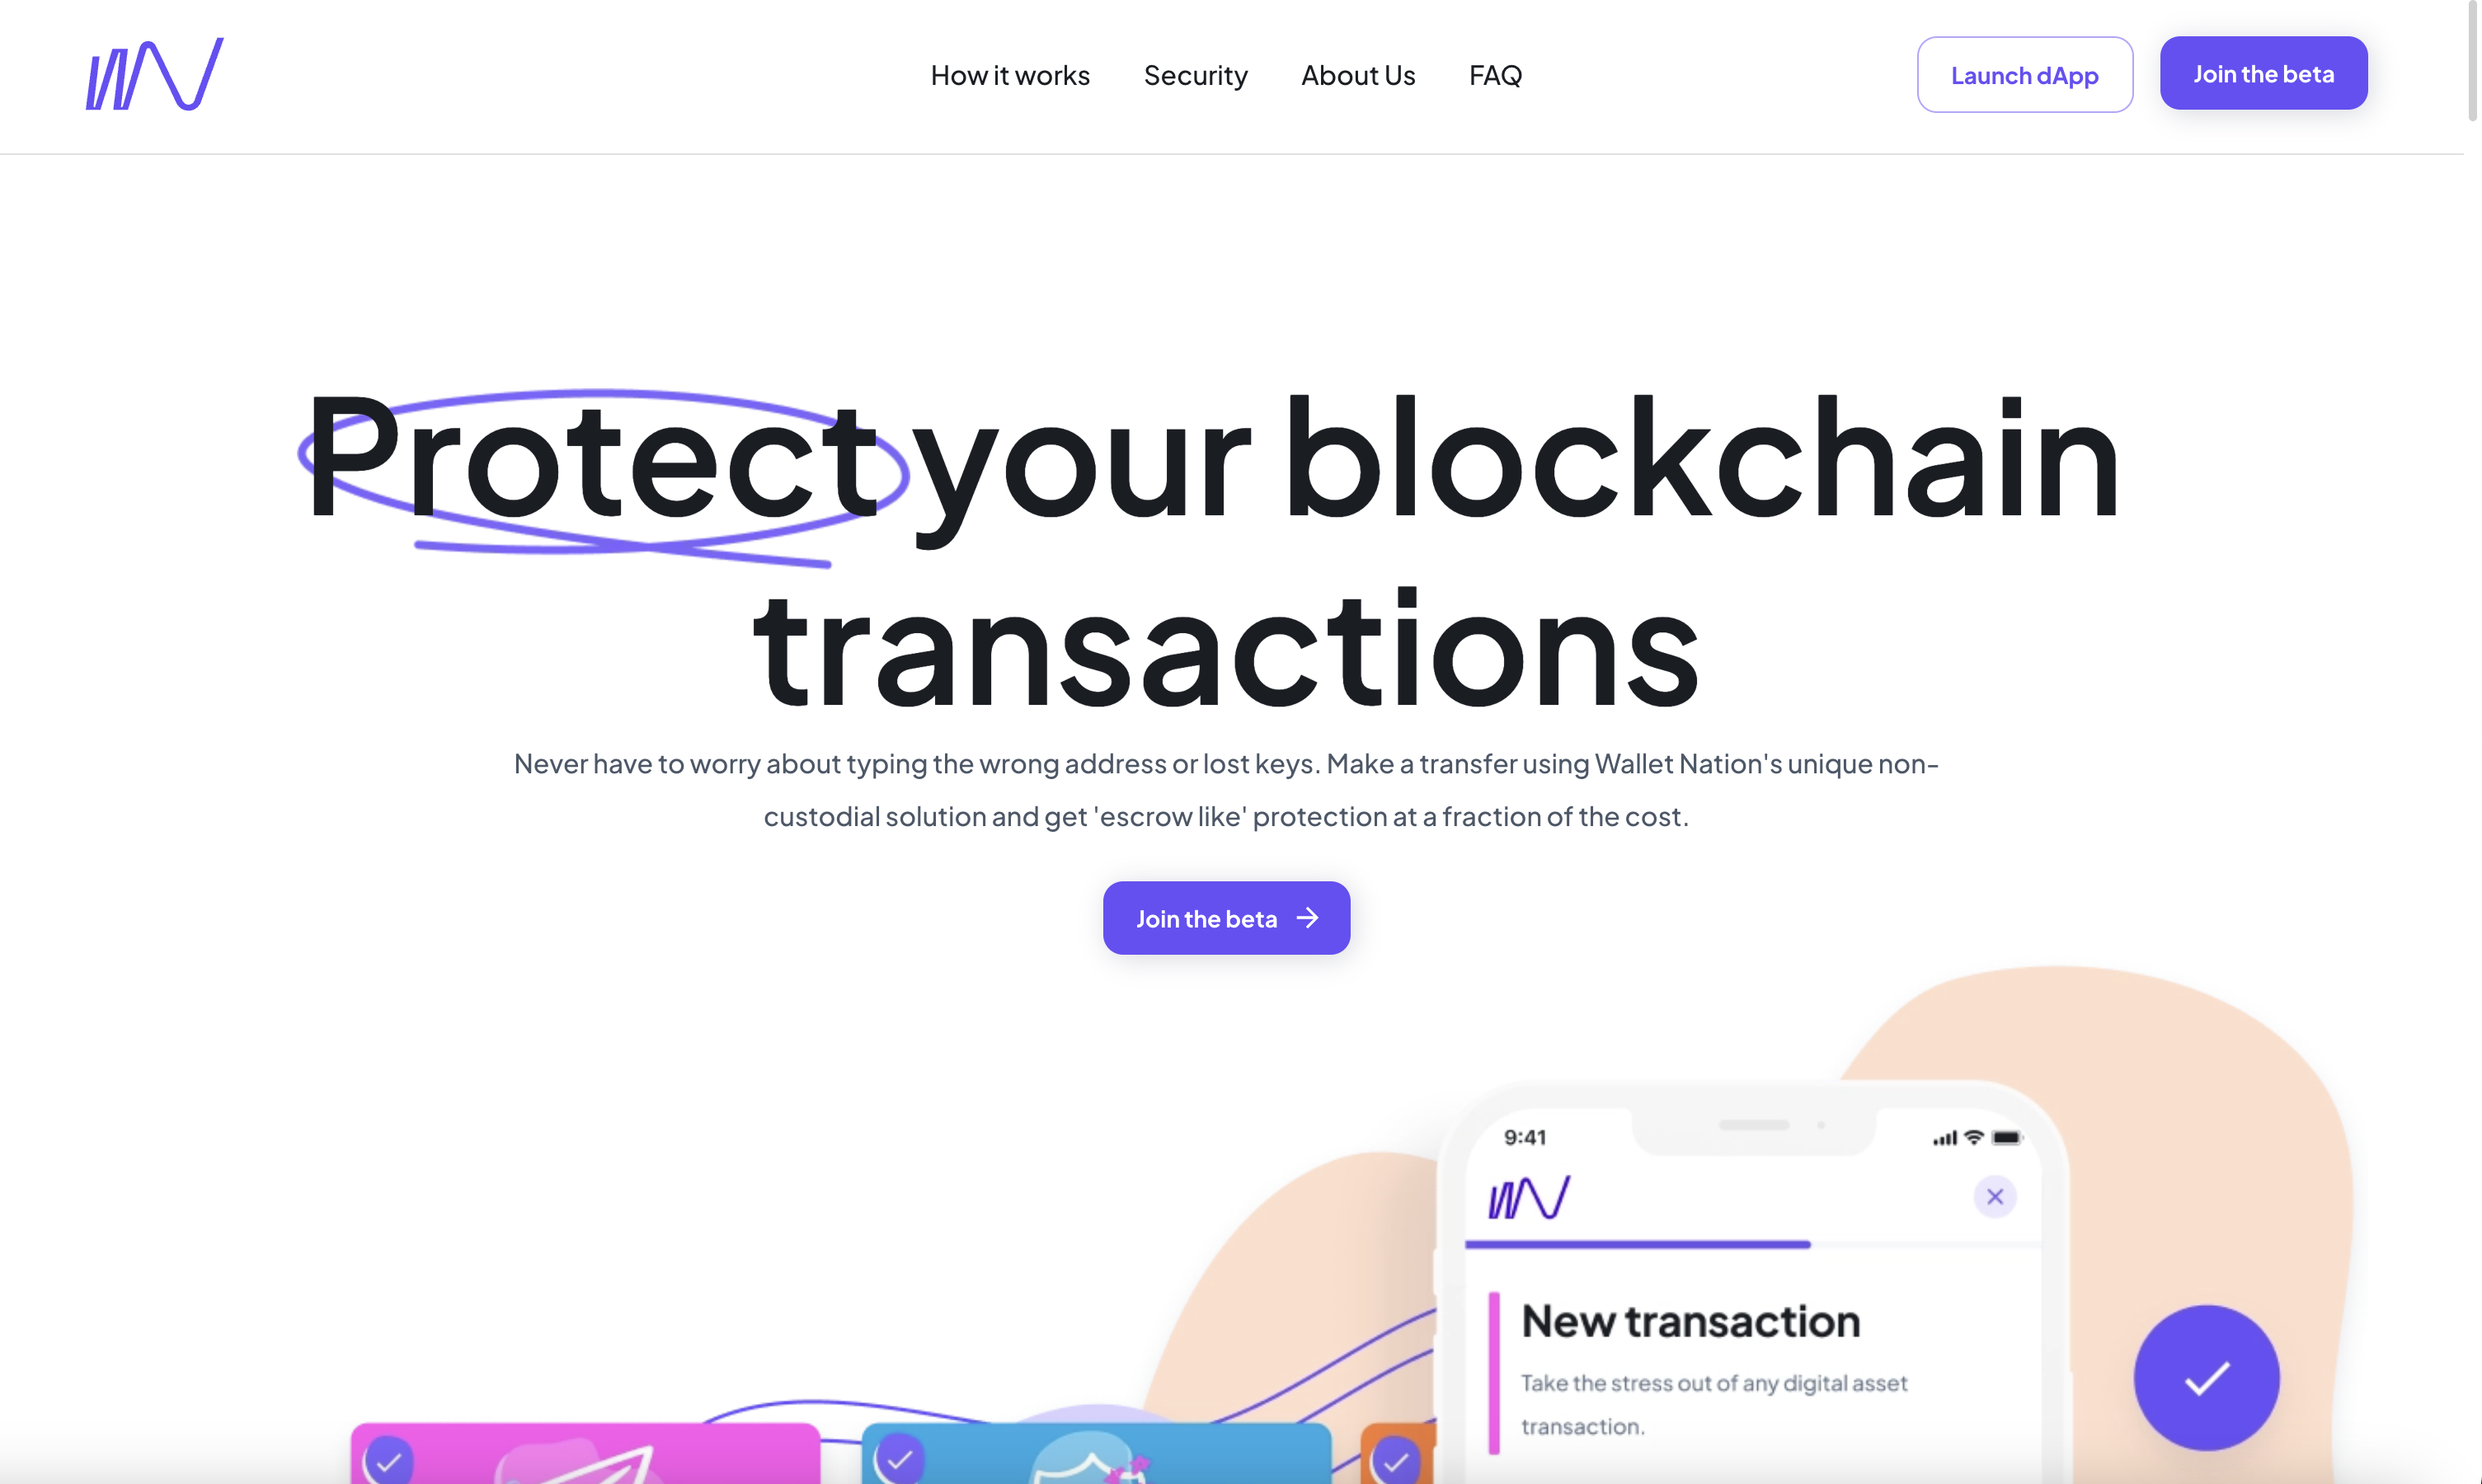 How it works
Security
About Us
FAQ
Launch dApp
Join the beta
Protect your blockchain
transactions
Never have to worry about typing the wrong address or lost keys. Make a transfer using Wallet Nation's unique non-
custodial solution and get 'escrow like' protection at a fraction of the cost.
Join the beta
9:41
New transaction
Take the stress out of any digital asset
transaction.